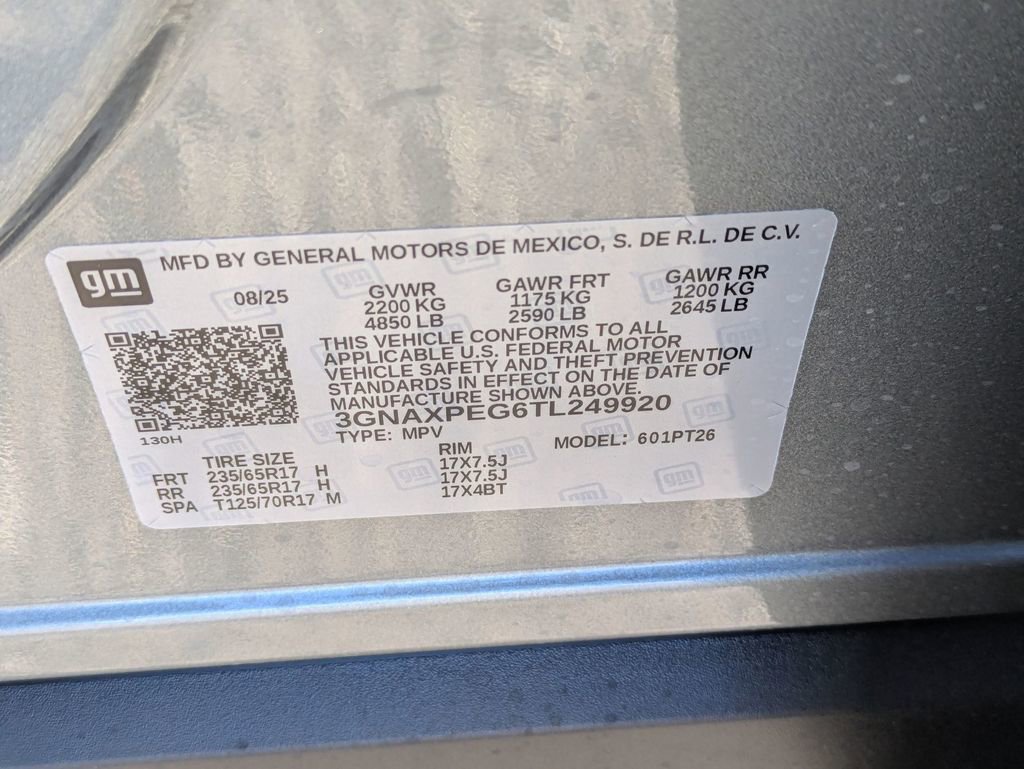 gm
MFD BY GENERAL MOTORS DE MEXICO, S. DE R.L. DE C.V.
08/25
GVWR GAWR FRT GAWR RR
2200 KG 1175 KG 1200 KG
4850 LB 2590 LB 2645 LB
THIS VEHICLE CONFORMS TO ALL
APPLICABLE U.S. FEDERAL MOTOR
VEHICLE SAFETY AND THEFT PREVENTION
STANDARDS IN EFFECT ON THE DATE OF
MANUFACTURE SHOWN ABOVE.
3GNAXPEG6TL249920
130H
TYPE: MPV MODEL: 601PT26
TIRE SIZE RIM
FRT 235/65R17 H 17X7.5J
RR 235/65R17 H 17X7.5J
SPA T125/70R17 M 17X4BT